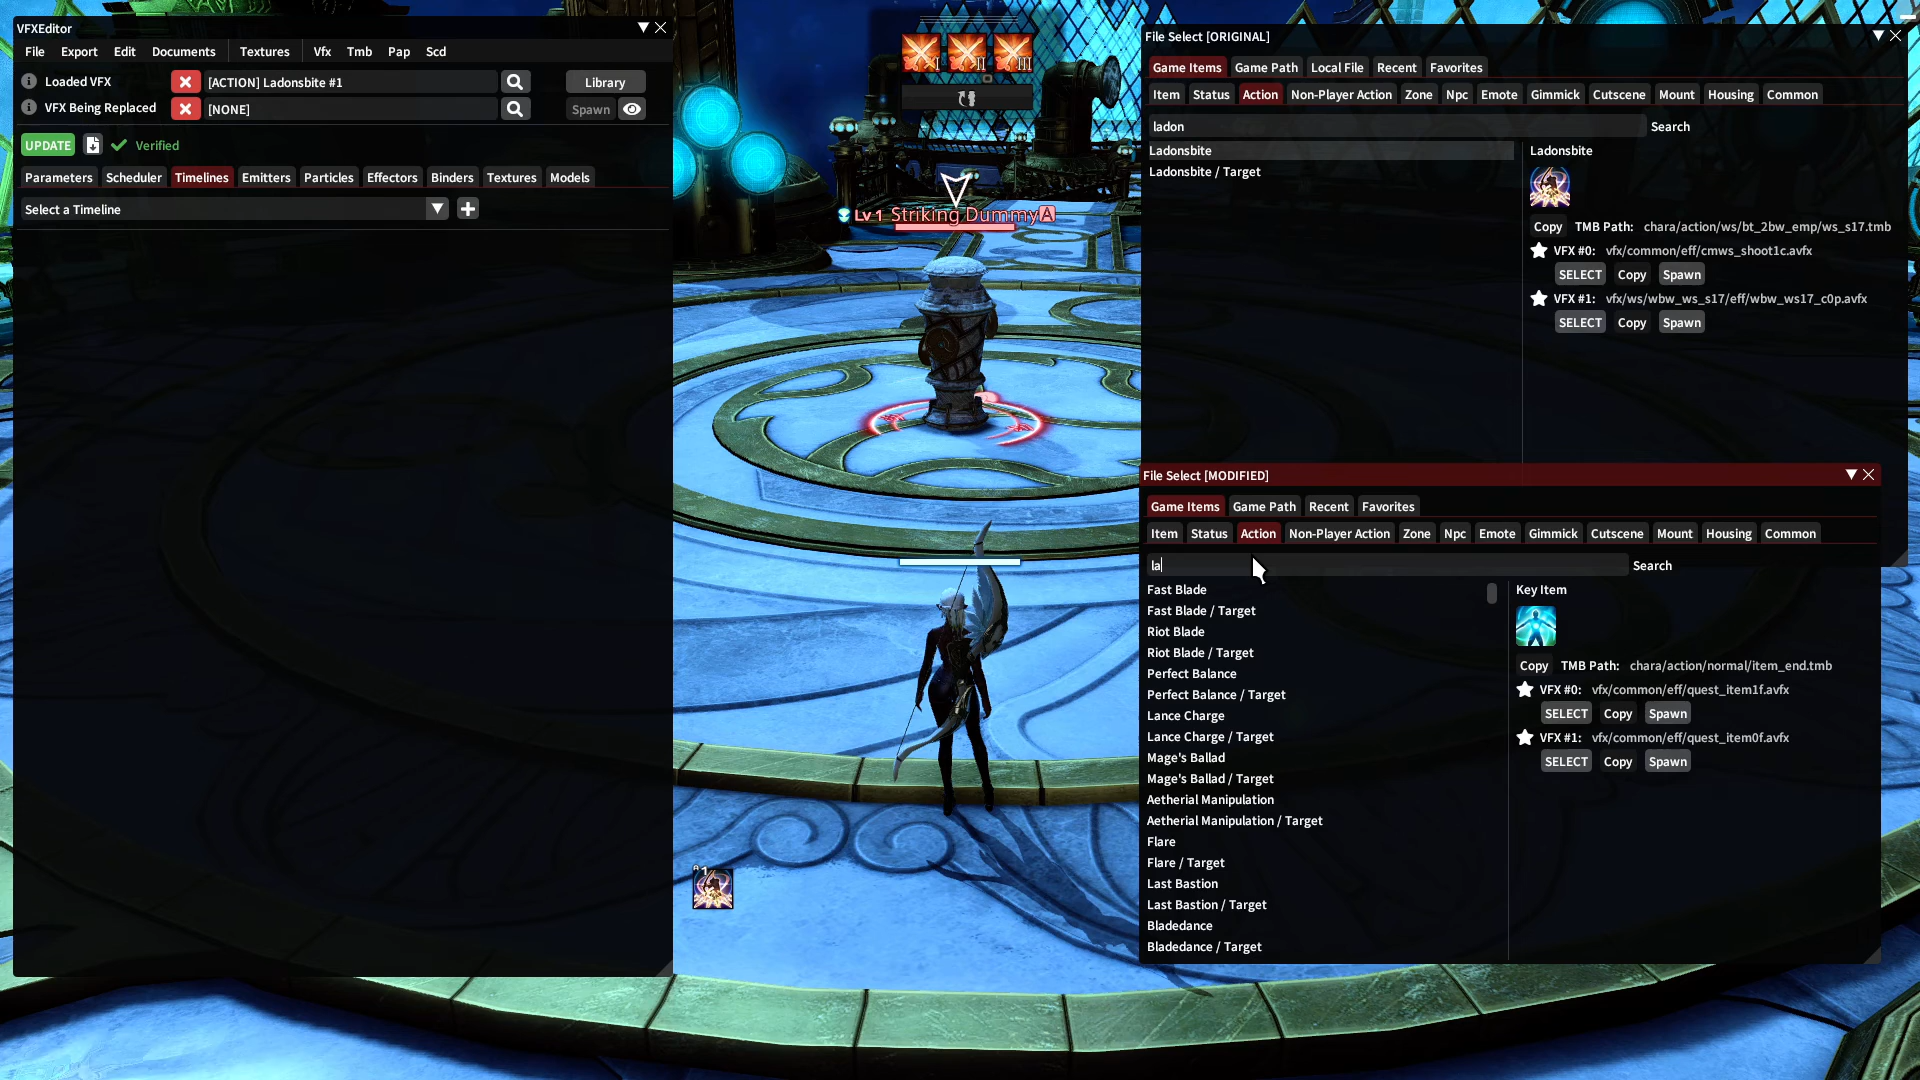 VFXEditor
File Export Edit Documents Textures Vfx Tmb Pap Scd
Loaded VFX [ACTION] Ladonsbite #1 Library
VFX Being Replaced [NONE] Spawn
UPDATE Verified
Parameters Scheduler Timelines Emitters Particles Effectors Binders Textures Models
Select a Timeline
I II III
Lv 1 Striking Dummy A
1
File Select [ORIGINAL]
Game Items Game Path Local File Recent Favorites
Item Status Action Non-Player Action Zone Npc Emote Gimmick Cutscene Mount Housing Common
ladon Search
Ladonsbite
Ladonsbite / Target
Ladonsbite
Copy TMB Path: chara/action/ws/bt_2bw_emp/ws_s17.tmb
VFX #0: vfx/common/eff/cmws_shoot1c.avfx
SELECT Copy Spawn
VFX #1: vfx/ws/wbw_ws_s17/eff/wbw_ws17_c0p.avfx
SELECT Copy Spawn
File Select [MODIFIED]
Game Items Game Path Recent Favorites
Item Status Action Non-Player Action Zone Npc Emote Gimmick Cutscene Mount Housing Common
la Search
Fast Blade
Fast Blade / Target
Riot Blade
Riot Blade / Target
Perfect Balance
Perfect Balance / Target
Lance Charge
Lance Charge / Target
Mage's Ballad
Mage's Ballad / Target
Aetherial Manipulation
Aetherial Manipulation / Target
Flare
Flare / Target
Last Bastion
Last Bastion / Target
Bladedance
Bladedance / Target
Key Item
Copy TMB Path: chara/action/normal/item_end.tmb
VFX #0: vfx/common/eff/quest_item1f.avfx
SELECT Copy Spawn
VFX #1: vfx/common/eff/quest_item0f.avfx
SELECT Copy Spawn